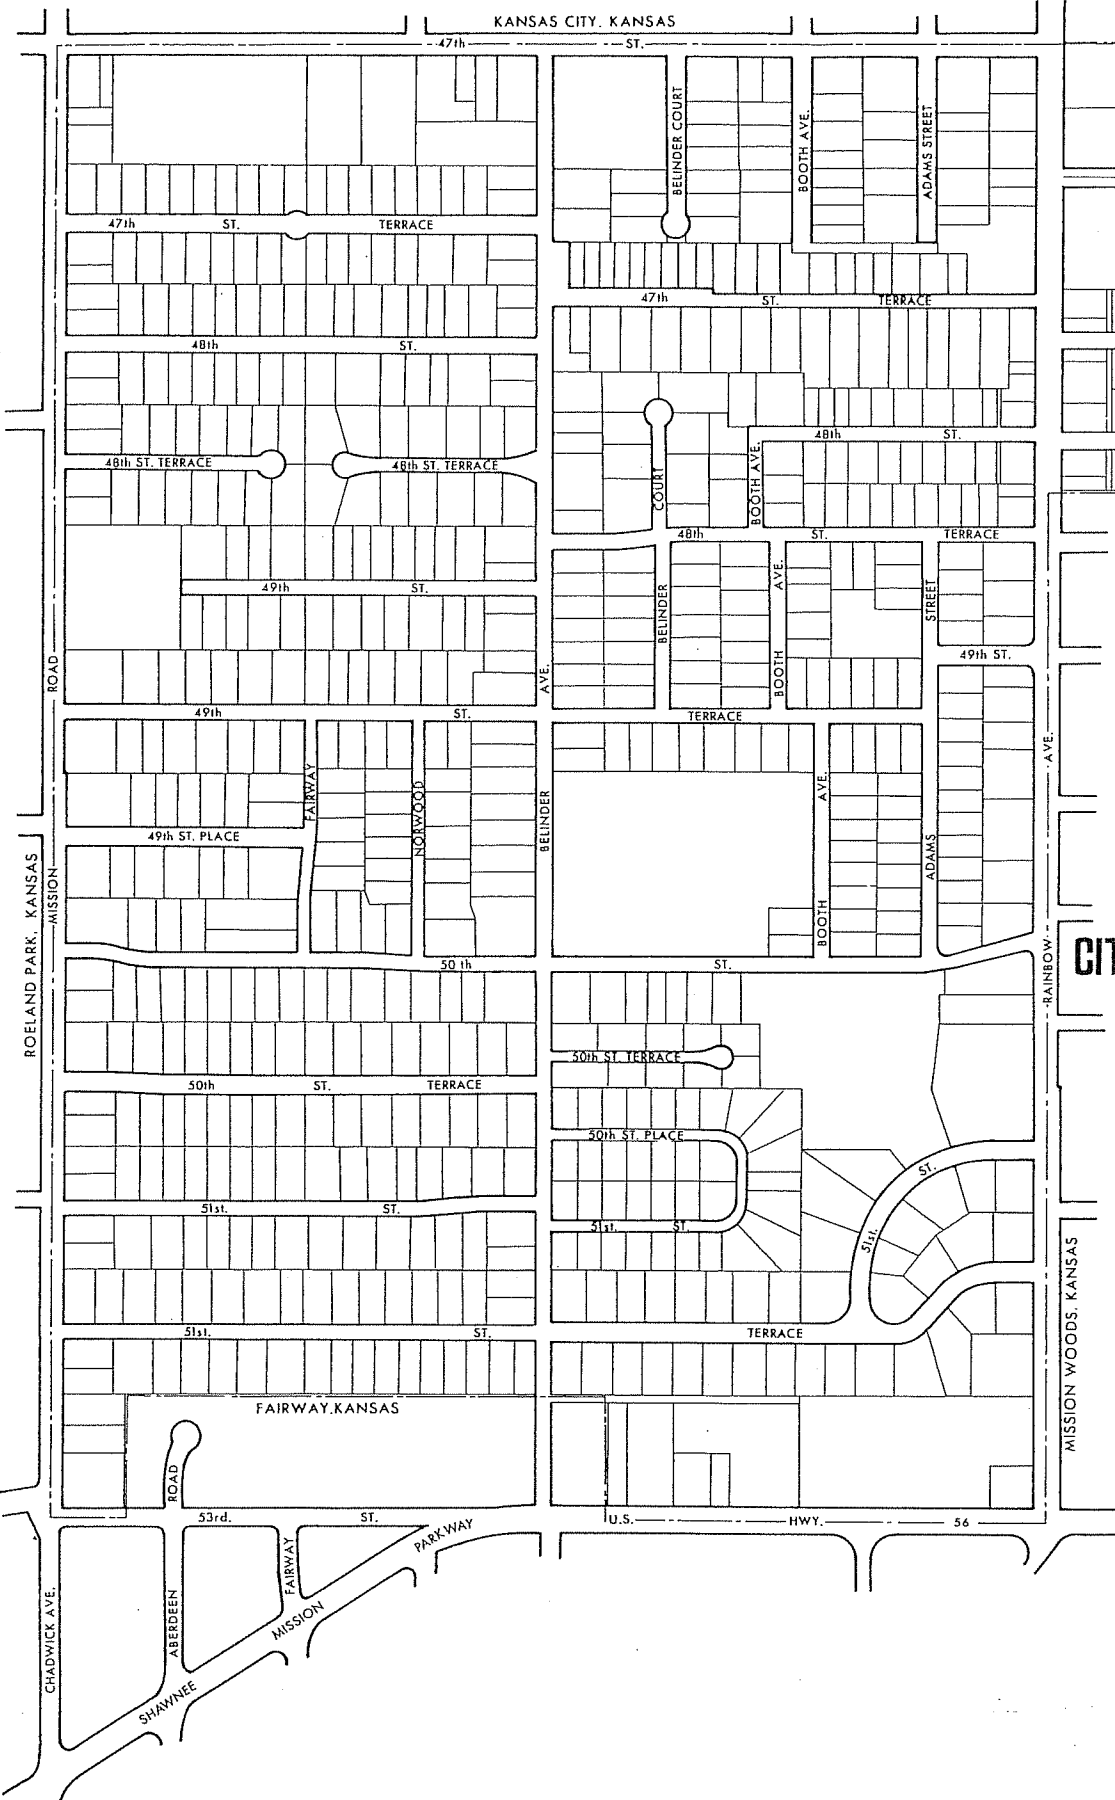 KANSAS CITY, KANSAS
47th ST.
BELINDER COURT
BOOTH AVE.
ADAMS STREET
47th ST. TERRACE
47th ST. TERRACE
48th ST.
48th ST.
48th ST. TERRACE
48th ST. TERRACE
COURT
BOOTH AVE.
48th ST. TERRACE
49th ST.
BELINDER
BOOTH AVE.
STREET
49th ST.
ROAD
AVE.
49th ST. TERRACE
FAIRWAY
NORWOOD
BELINDER
BOOTH AVE.
ADAMS
AVE.
49th ST. PLACE
ROELAND PARK, KANSAS
MISSION
RAINBOW
CIT
50th ST.
50th ST. TERRACE
50th ST. TERRACE
50th ST. PLACE
51st. ST.
51st. ST.
51st. ST.
51st. ST. TERRACE
MISSION WOODS, KANSAS
FAIRWAY, KANSAS
ROAD
53rd. ST.
U.S. HWY. 56
PARKWAY
FAIRWAY
MISSION
ABERDEEN
CHADWICK AVE.
SHAWNEE